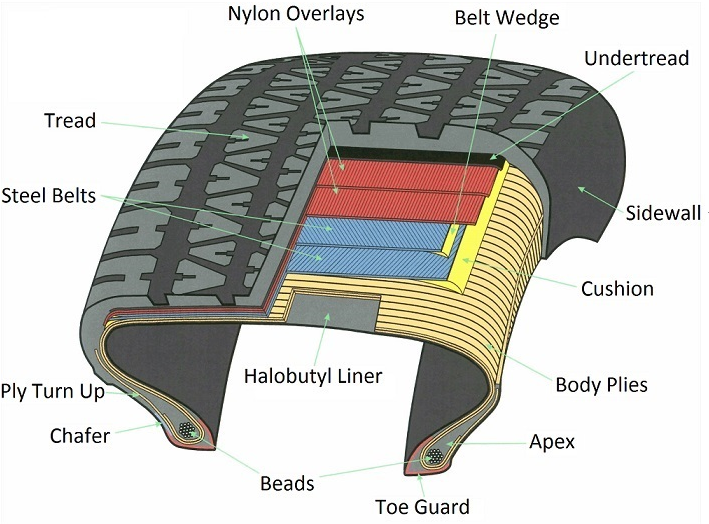 Nylon Overlays
Belt Wedge
Undertread
Tread
Steel Belts
Sidewall
Cushion
Halobutyl Liner
Ply Turn Up
Body Plies
Chafer
Apex
Beads
Toe Guard